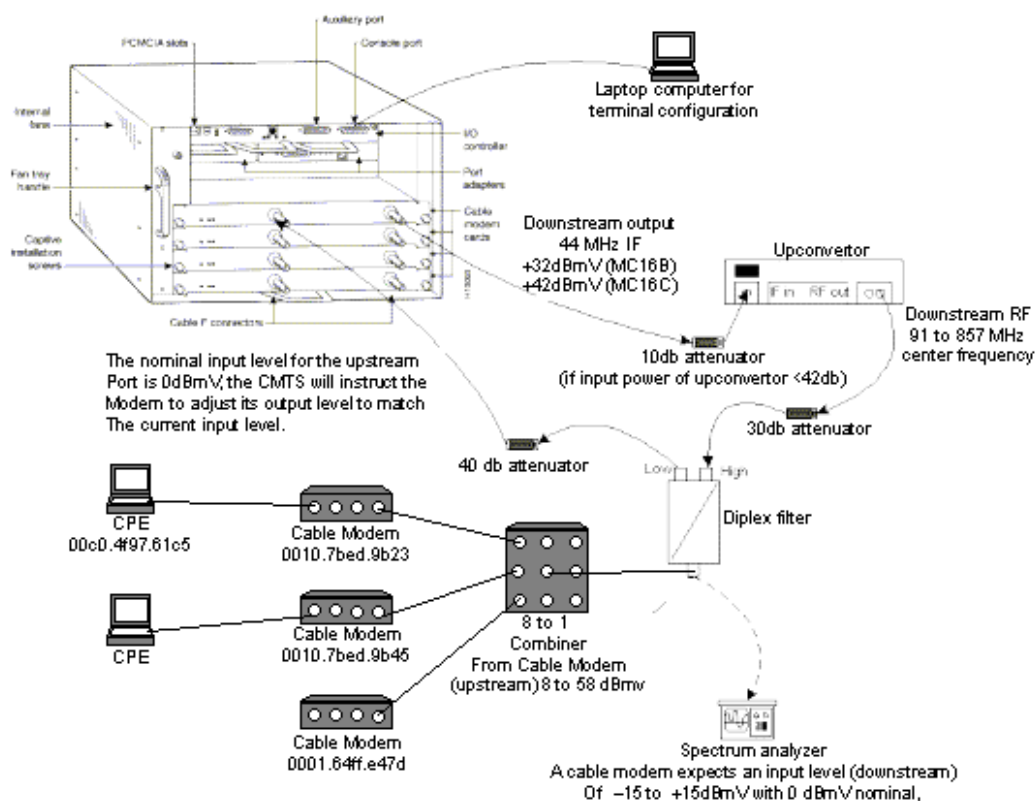 Auxiliary port
PCMCIA slots
Console port
Laptop computer for
terminal configuration
Internal
fans
I/O
controller
Fan tray
handle
Port
adapters
Cable
modem
cards
Captive
installation
screws
Cable F connectors
Downstream output
44 MHz IF
+32dBmV (MC16B)
+42dBmV (MC16C)
Upconvertor
IF in RF out
Downstream RF
91 to 857 MHz
center frequency
10db attenuator
(if input power of upconvertor <42db)
The nominal input level for the upstream
Port is 0dBmV, the CMTS will instruct the
Modem to adjust its output level to match
The current input level.
30db attenuator
40 db attenuator
Low
High
Diplex filter
CPE
00c0.4f97.61c5
Cable Modem
0010.7bed.9b23
CPE
Cable Modem
0010.7bed.9b45
8 to 1
Combiner
From Cable Modem
(upstream) 8 to 58 dBmv
Cable Modem
0001.64ff.e47d
Spectrum analyzer
A cable modem expects an input level (downstream)
Of –15 to +15dBmV with 0 dBmV nominal,